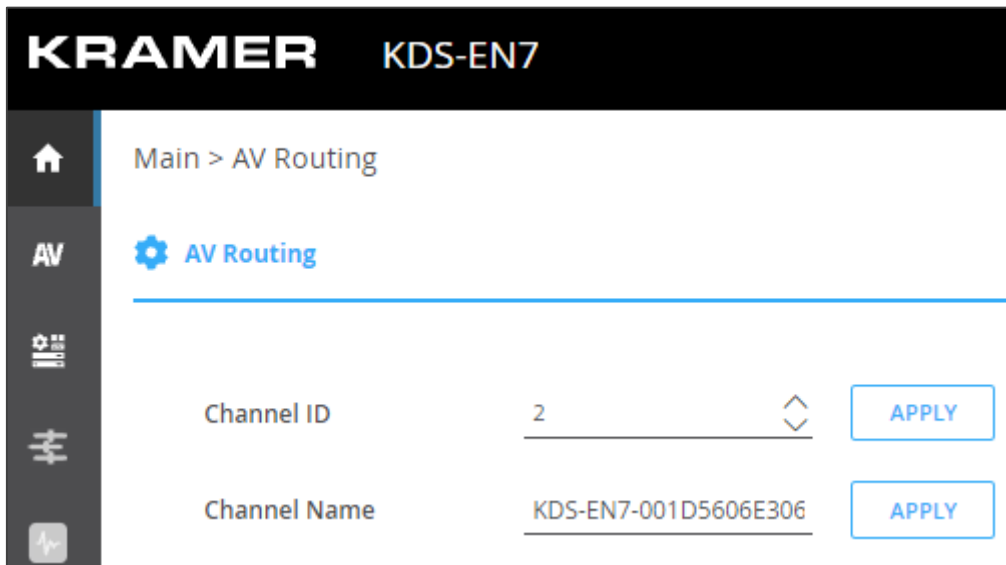 KRAMER KDS-EN7
Main > AV Routing
AV
AV Routing
Channel ID 2 APPLY
Channel Name KDS-EN7-001D5606E306 APPLY